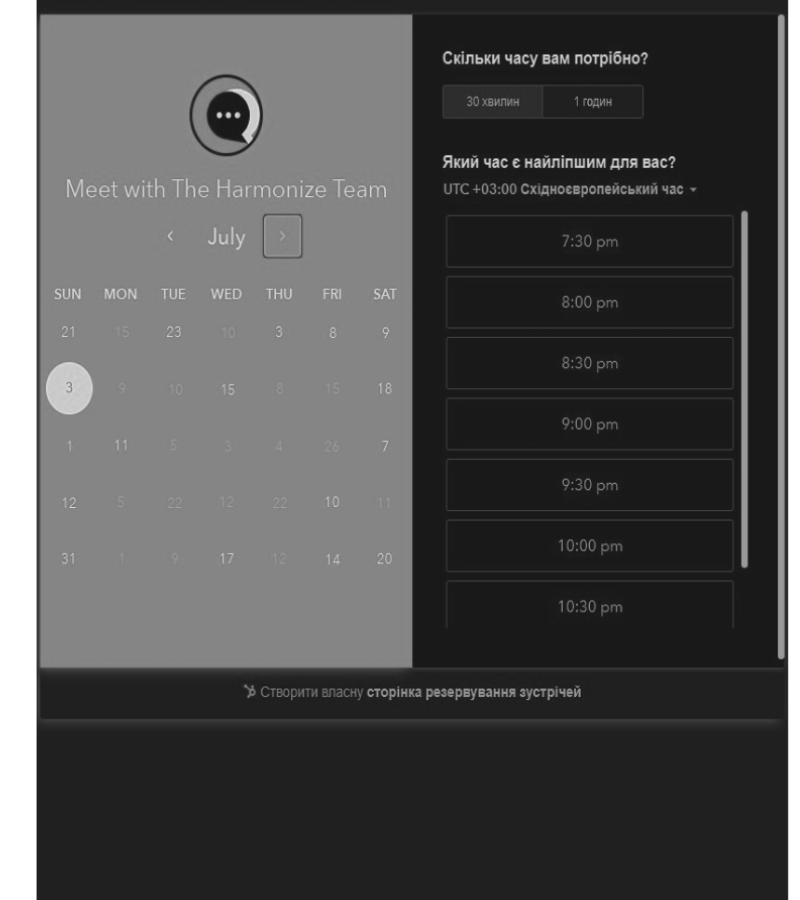 Meet with The Harmonize Team
‹ July ›
SUN MON TUE WED THU FRI SAT
21 15 23 10 3 8 9
3 9 10 15 8 15 18
1 11 5 3 4 26 7
12 5 22 12 22 10 11
31 1 9 17 12 14 20
Скільки часу вам потрібно?
30 хвилин 1 годин
Який час є найліпшим для вас?
UTC +03:00 Східноєвропейський час
7:30 pm
8:00 pm
8:30 pm
9:00 pm
9:30 pm
10:00 pm
10:30 pm
Створити власну сторінка резервування зустрічей